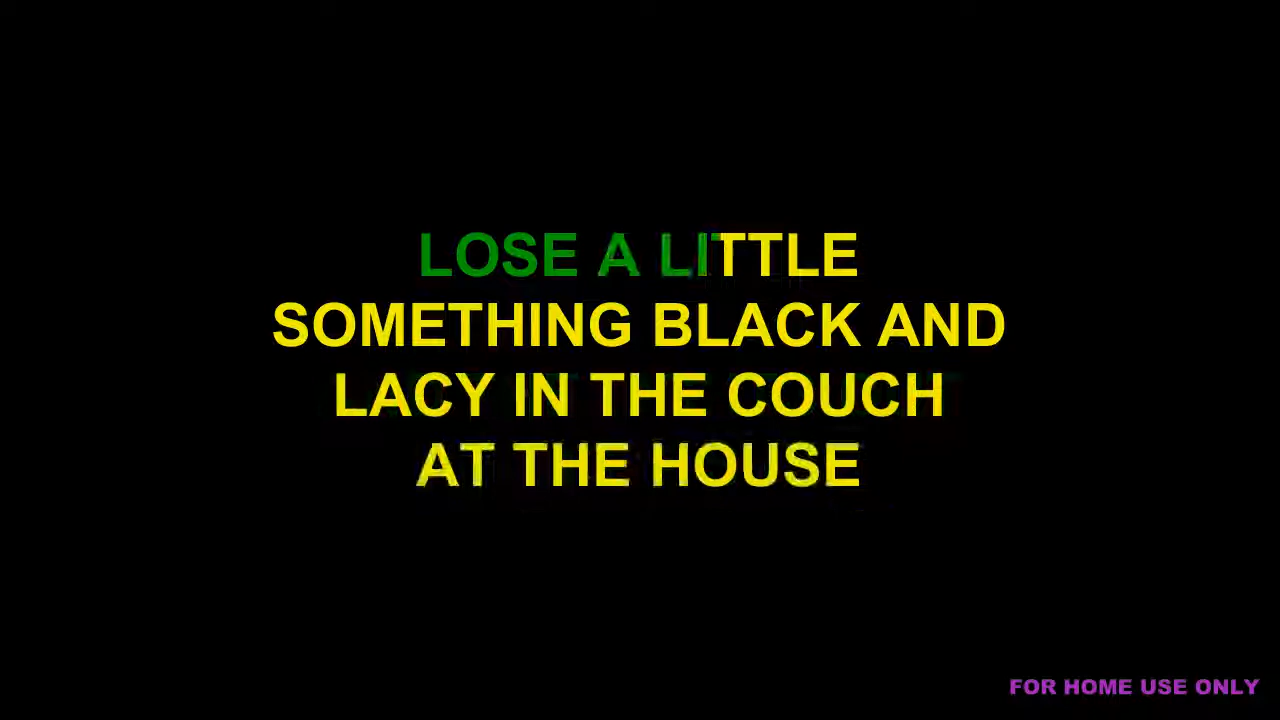 LOSE A LITTLE
SOMETHING BLACK AND
LACY IN THE COUCH
AT THE HOUSE
FOR HOME USE ONLY